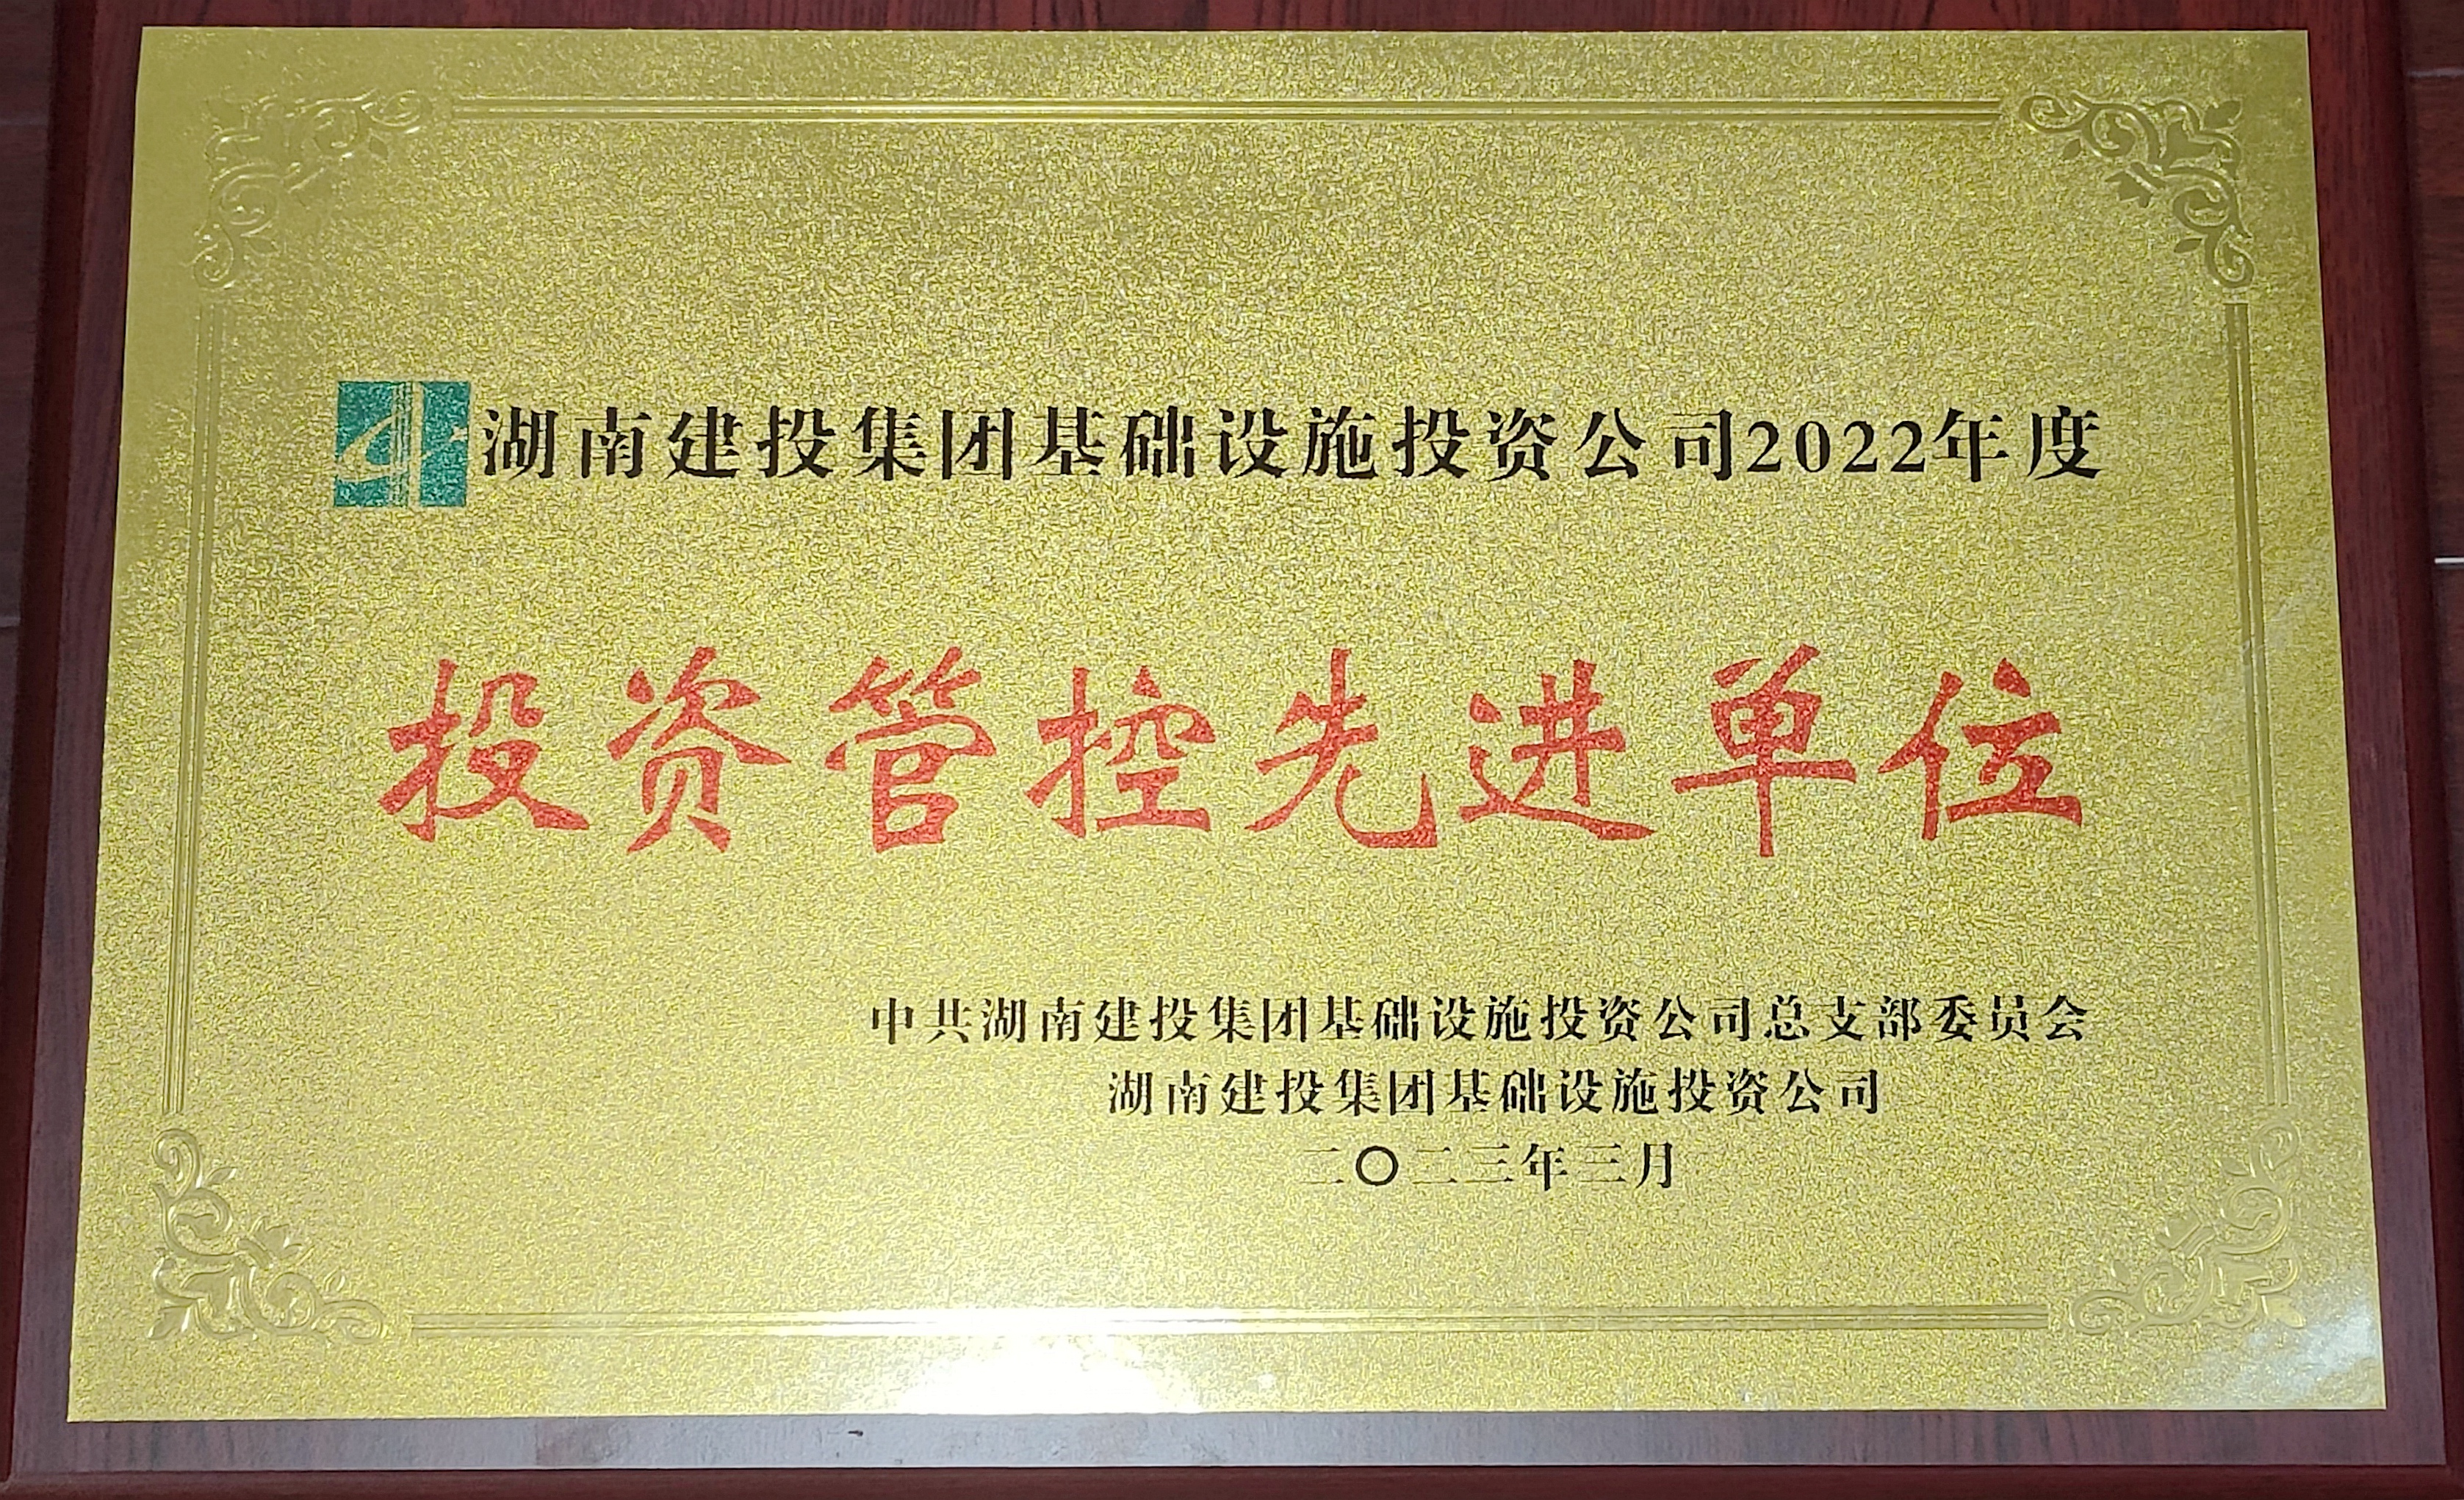 湖南建投集团基础设施投资公司2022年度
投资管控先进单位
中共湖南建投集团基础设施投资公司总支部委员会
湖南建投集团基础设施投资公司
二〇二三年三月